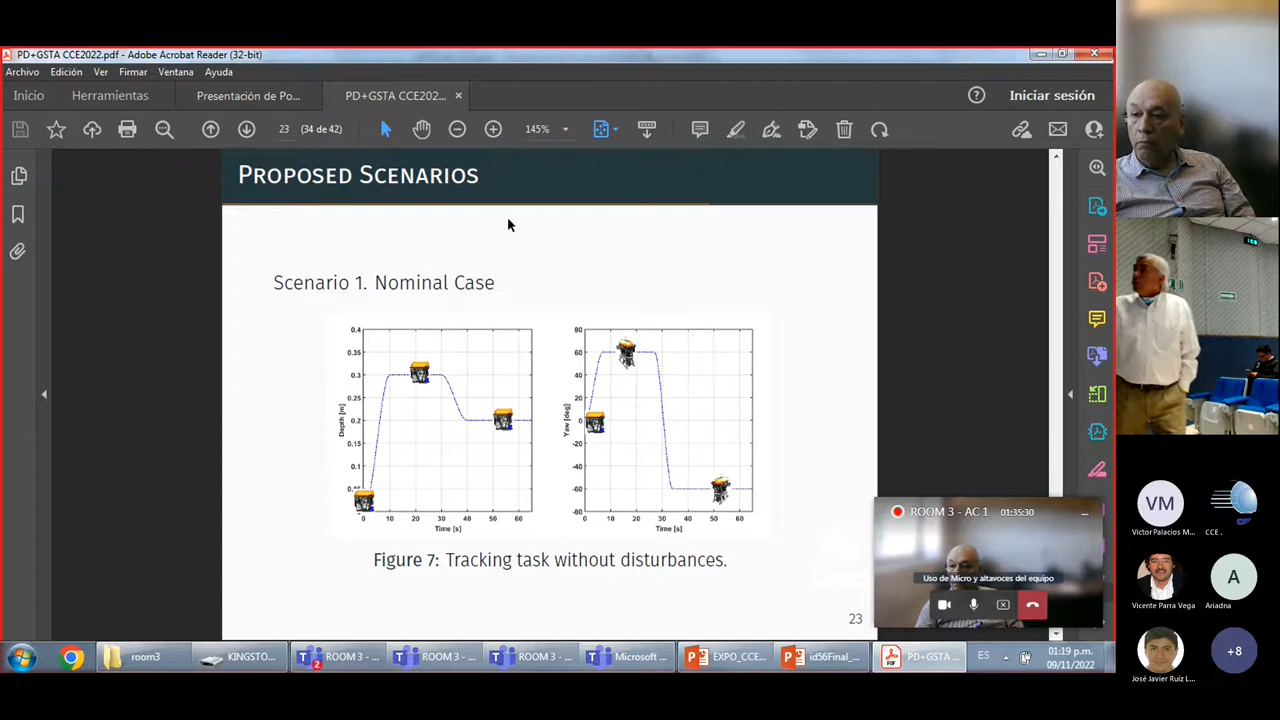 PD+GSTA CCE2022.pdf - Adobe Acrobat Reader (32-bit)
Archivo Edición Ver Firmar Ventana Ayuda
Inicio Herramientas Presentación de Po... PD+GSTA CCE202... × Iniciar sesión
23 (34 de 42) 145%
PROPOSED SCENARIOS
Scenario 1. Nominal Case
0.4
0.35
0.3
0.25
0.2
0.15
0.1
Depth [m]
0 10 20 30 40 50 60
Time [s]
80
60
40
20
0
-20
-40
-60
-80
Yaw [deg]
0 10 20 30 40 50 60
Time [s]
Figure 7: Tracking task without disturbances.
23
ROOM 3 - AC 1 01:35:30
Uso de Micro y altavoces del equipo
VM
Victor Palacios M...
CCE .
Vicente Parra Vega
A
Ariadna
José Javier Ruíz L...
+8
room3 KINGSTO... 2 ROOM 3 - ... ROOM 3 - ... ROOM 3 - ... Microsoft ... EXPO_CCE... id56Final_... PD+GSTA ... ES 01:19 p.m.
09/11/2022